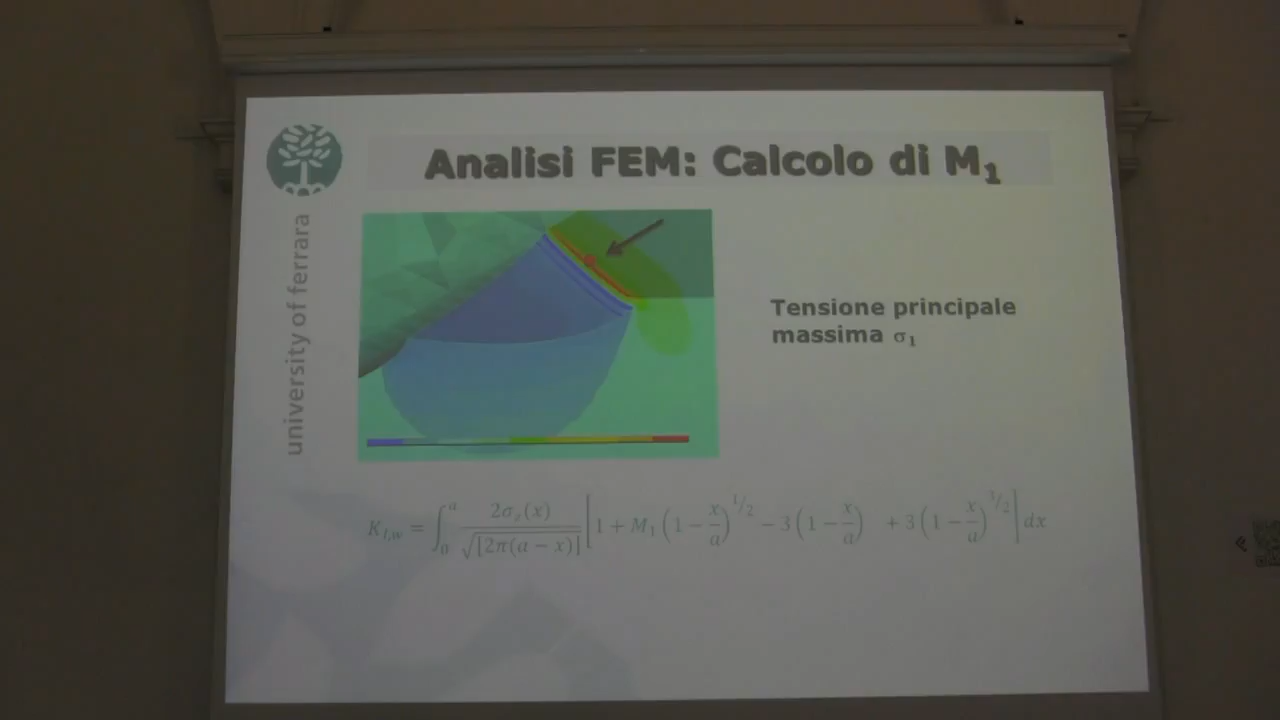 Analisi FEM: Calcolo di M₁
university of ferrara
Tensione principale
massima σ₁
K_{I,w} = ∫₀ᵃ 2σ_z(x) / √[2π(a − x)] [1 + M₁(1 − x/a)^{1/2} − 3(1 − x/a) + 3(1 − x/a)^{3/2}] dx